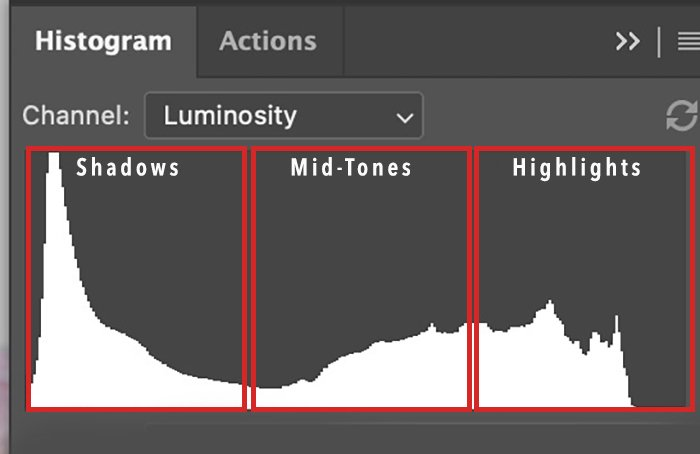 Histogram Actions
Channel: Luminosity
Shadows Mid-Tones Highlights